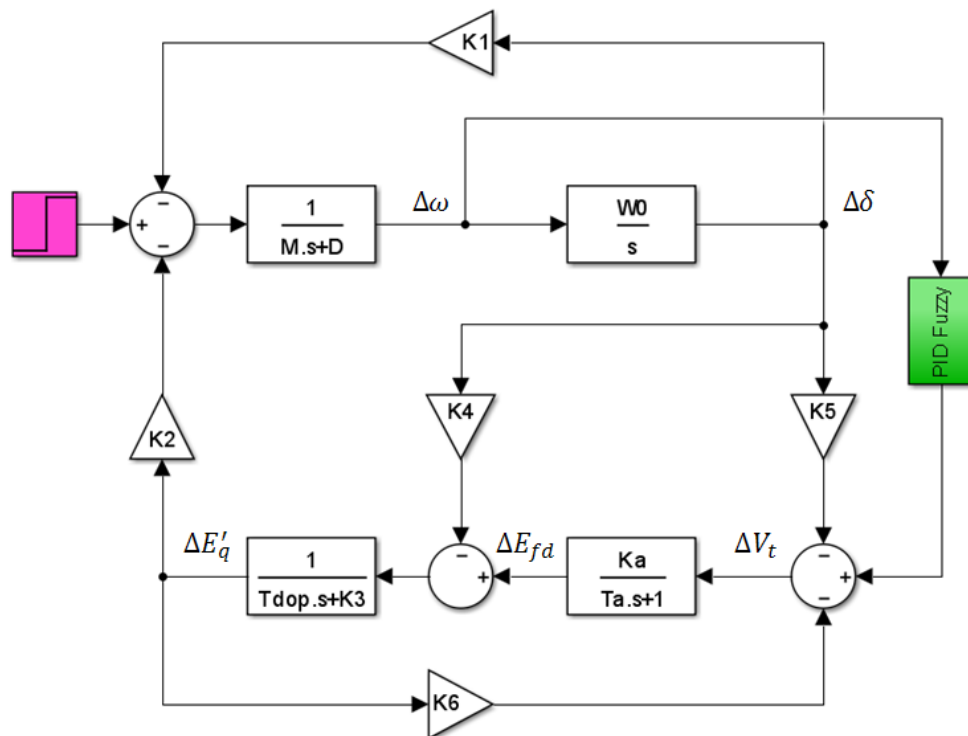 K1
+
−
−
1
M.s+D
Δω
W0
s
Δδ
PID Fuzzy
K4
K5
K2
ΔE′q
1
Tdop.s+K3
−
+
ΔEfd
Ka
Ta.s+1
ΔVt
−
+
−
K6